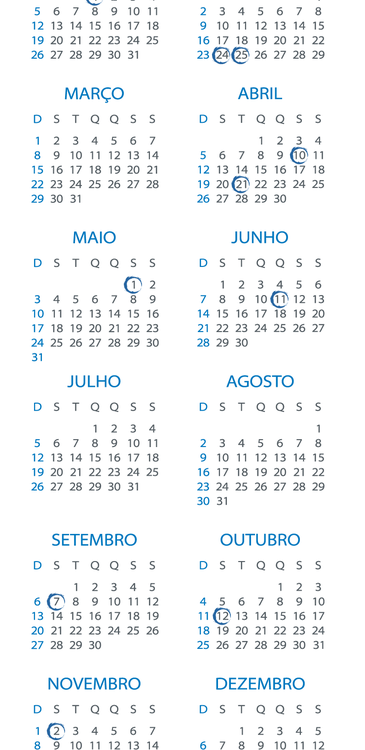 5 6 7 8 9 10 11
12 13 14 15 16 17 18
19 20 21 22 23 24 25
26 27 28 29 30 31
2 3 4 5 6 7 8
9 10 11 12 13 14 15
16 17 18 19 20 21 22
23 24 25 26 27 28 29
MARÇO
D S T Q Q S S
1 2 3 4 5 6 7
8 9 10 11 12 13 14
15 16 17 18 19 20 21
22 23 24 25 26 27 28
29 30 31
ABRIL
D S T Q Q S S
1 2 3 4
5 6 7 8 9 10 11
12 13 14 15 16 17 18
19 20 21 22 23 24 25
26 27 28 29 30
MAIO
D S T Q Q S S
1 2
3 4 5 6 7 8 9
10 11 12 13 14 15 16
17 18 19 20 21 22 23
24 25 26 27 28 29 30
31
JUNHO
D S T Q Q S S
1 2 3 4 5 6
7 8 9 10 11 12 13
14 15 16 17 18 19 20
21 22 23 24 25 26 27
28 29 30
JULHO
D S T Q Q S S
1 2 3 4
5 6 7 8 9 10 11
12 13 14 15 16 17 18
19 20 21 22 23 24 25
26 27 28 29 30 31
AGOSTO
D S T Q Q S S
1
2 3 4 5 6 7 8
9 10 11 12 13 14 15
16 17 18 19 20 21 22
23 24 25 26 27 28 29
30 31
SETEMBRO
D S T Q Q S S
1 2 3 4 5
6 7 8 9 10 11 12
13 14 15 16 17 18 19
20 21 22 23 24 25 26
27 28 29 30
OUTUBRO
D S T Q Q S S
1 2 3
4 5 6 7 8 9 10
11 12 13 14 15 16 17
18 19 20 21 22 23 24
25 26 27 28 29 30 31
NOVEMBRO
D S T Q Q S S
1 2 3 4 5 6 7
8 9 10 11 12 13 14
DEZEMBRO
D S T Q Q S S
1 2 3 4 5
6 7 8 9 10 11 12